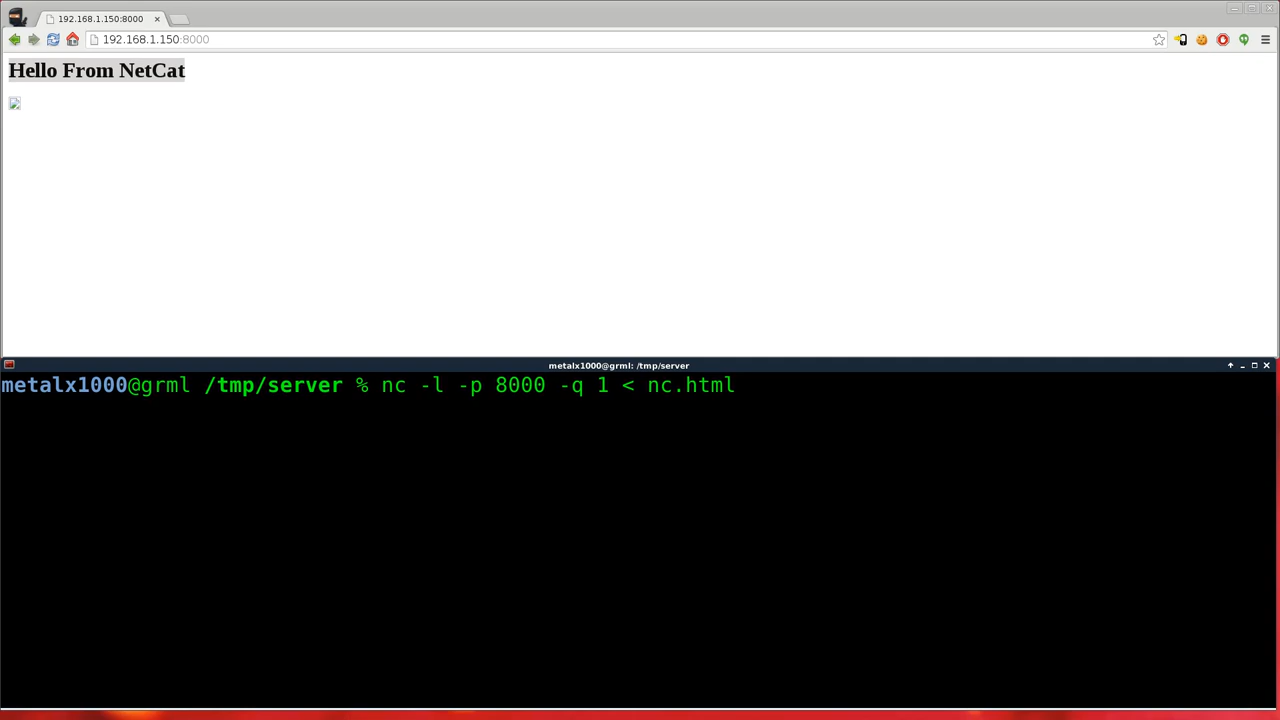 192.168.1.150:8000
192.168.1.150:8000
Hello From NetCat
metalx1000@grml: /tmp/server
metalx1000@grml /tmp/server % nc -l -p 8000 -q 1 < nc.html